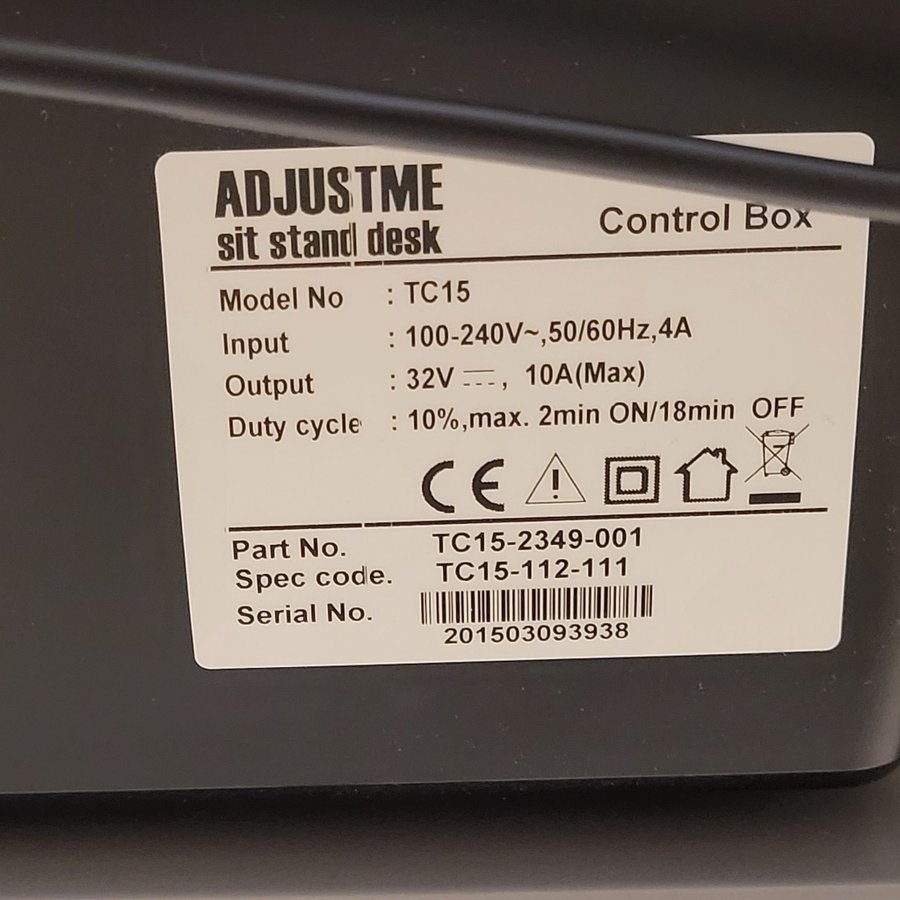 ADJUSTME
sit stand desk
Control Box
Model No : TC15
Input : 100-240V~,50/60Hz,4A
Output : 32V ⎓, 10A(Max)
Duty cycle : 10%,max. 2min ON/18min OFF
CE
Part No. TC15-2349-001
Spec code. TC15-112-111
Serial No.
201503093938